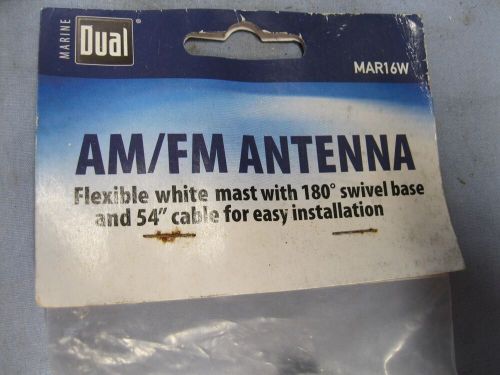 MARINE
Dual
MAR16W
AM/FM ANTENNA
Flexible white mast with 180° swivel base
and 54" cable for easy installation